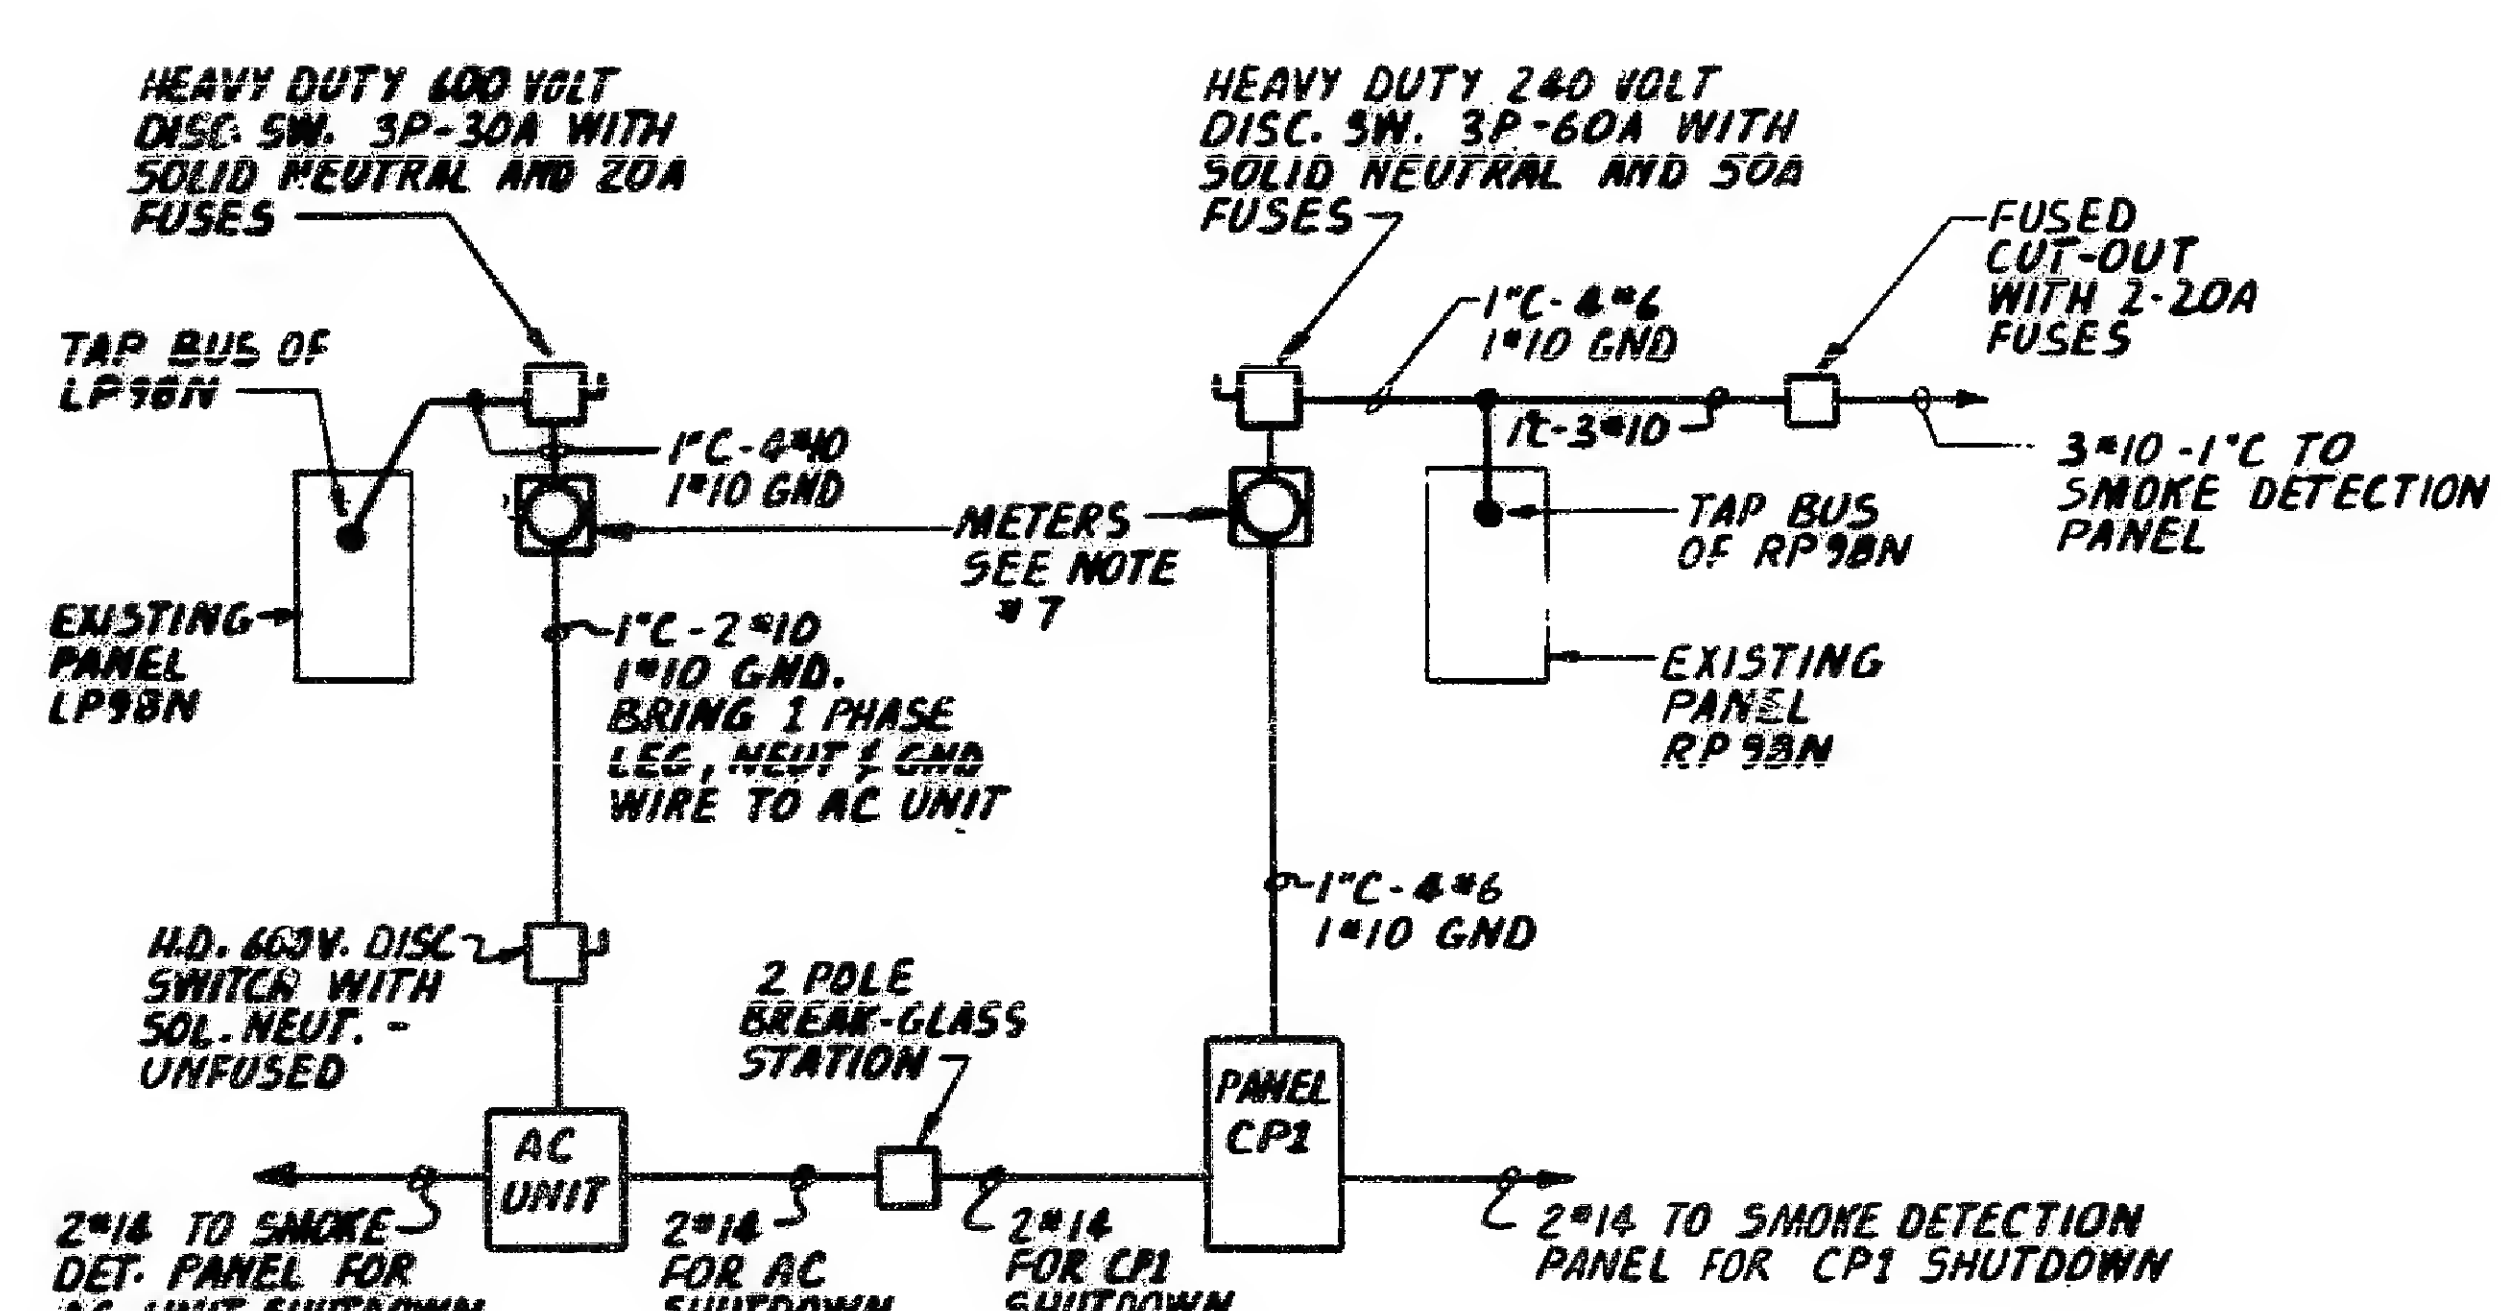 HEAVY DUTY 600 VOLT
DISC. SW. 3P-30A WITH
SOLID NEUTRAL AND 20A
FUSES
HEAVY DUTY 240 VOLT
DISC. SW. 3P-60A WITH
SOLID NEUTRAL AND 50A
FUSES
FUSED
CUT-OUT
WITH 2-20A
FUSES
TAP BUS OF
LP98N
1"C-4#10
1#10 GND
1"C-4#6
1#10 GND
1"C-3#10
3#10-1"C TO
SMOKE DETECTION
PANEL
METERS
SEE NOTE
#7
TAP BUS
OF RP98N
EXISTING
PANEL
LP98N
1"C-2#10
1#10 GND.
BRING 1 PHASE
LEG, NEUT & GND
WIRE TO AC UNIT
EXISTING
PANEL
RP98N
1"C-4#6
1#10 GND
H.D. 600V. DISC
SWITCH WITH
SOL. NEUT. -
UNFUSED
2 POLE
BREAK-GLASS
STATION
AC
UNIT
PANEL
CP1
2#14 TO SMOKE
DET. PANEL FOR
AC UNIT SHUTDOWN
2#14
FOR AC
SHUTDOWN
2#14
FOR CP1
SHUTDOWN
2#14 TO SMOKE DETECTION
PANEL FOR CP1 SHUTDOWN